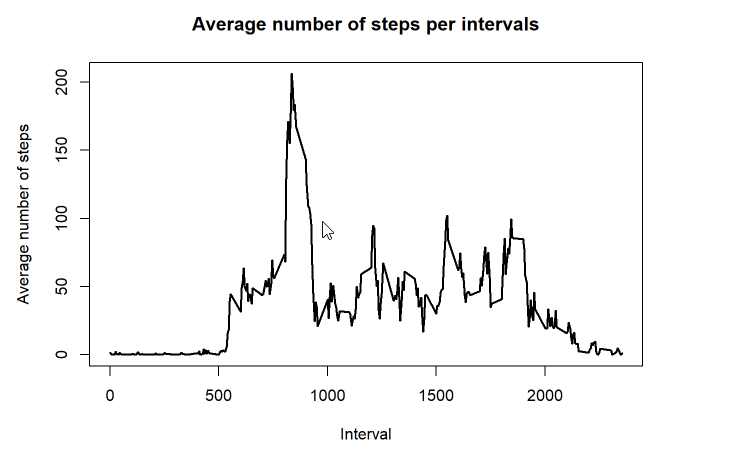 Average number of steps per intervals
Average number of steps
200
150
100
50
0
0 500 1000 1500 2000
Interval